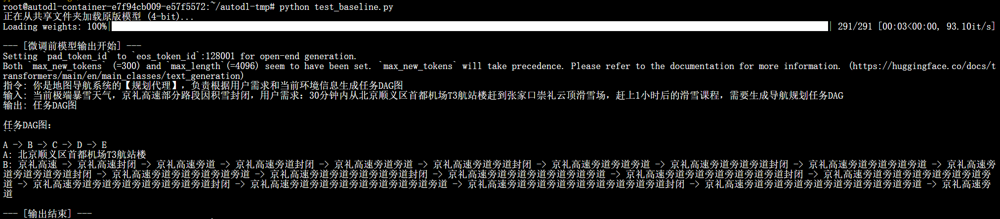 root@autodl-container-e7f94cb009-e57f5572:~/autodl-tmp# python test_baseline.py
正在从共享文件夹加载原版模型 (4-bit)...
Loading weights: 100%| | 291/291 [00:03<00:00, 93.10it/s]
--- [微调前模型输出开始] ---
Setting `pad_token_id` to `eos_token_id`:128001 for open-end generation.
Both `max_new_tokens` (=300) and `max_length`(=4096) seem to have been set. `max_new_tokens` will take precedence. Please refer to the documentation for more information. (https://huggingface.co/docs/t
ransformers/main/en/main_classes/text_generation)
指令: 你是地图导航系统的【规划代理】，负责根据用户需求和当前环境信息生成任务DAG图
输入: 当前极端暴雪天气，京礼高速部分路段因积雪封闭，用户需求：30分钟内从北京顺义区首都机场T3航站楼赶到张家口崇礼云顶滑雪场，赶上1小时后的滑雪课程，需要生成导航规划任务DAG
输出: 任务DAG图
任务DAG图：
```
A -> B -> C -> D -> E
A: 北京顺义区首都机场T3航站楼
B: 京礼高速 -> 京礼高速封闭 -> 京礼高速旁道 -> 京礼高速旁道封闭 -> 京礼高速旁道旁道 -> 京礼高速旁道旁道封闭 -> 京礼高速旁道旁道旁道 -> 京礼高速旁道旁道旁道封闭 -> 京礼高速旁道旁道旁道旁道 -> 京礼高速旁
道旁道旁道旁道封闭 -> 京礼高速旁道旁道旁道旁道旁道 -> 京礼高速旁道旁道旁道旁道旁道封闭 -> 京礼高速旁道旁道旁道旁道旁道旁道 -> 京礼高速旁道旁道旁道旁道旁道旁道封闭 -> 京礼高速旁道旁道旁道旁道旁道旁道旁
道 -> 京礼高速旁道旁道旁道旁道旁道旁道旁道封闭 -> 京礼高速旁道旁道旁道旁道旁道旁道旁道旁道 -> 京礼高速旁道旁道旁道旁道旁道旁道旁道旁道封闭 -> 京礼高速旁道旁道旁道旁道旁道旁道旁道旁道旁道 -> 京礼高速旁
道
--- [输出结束] ---